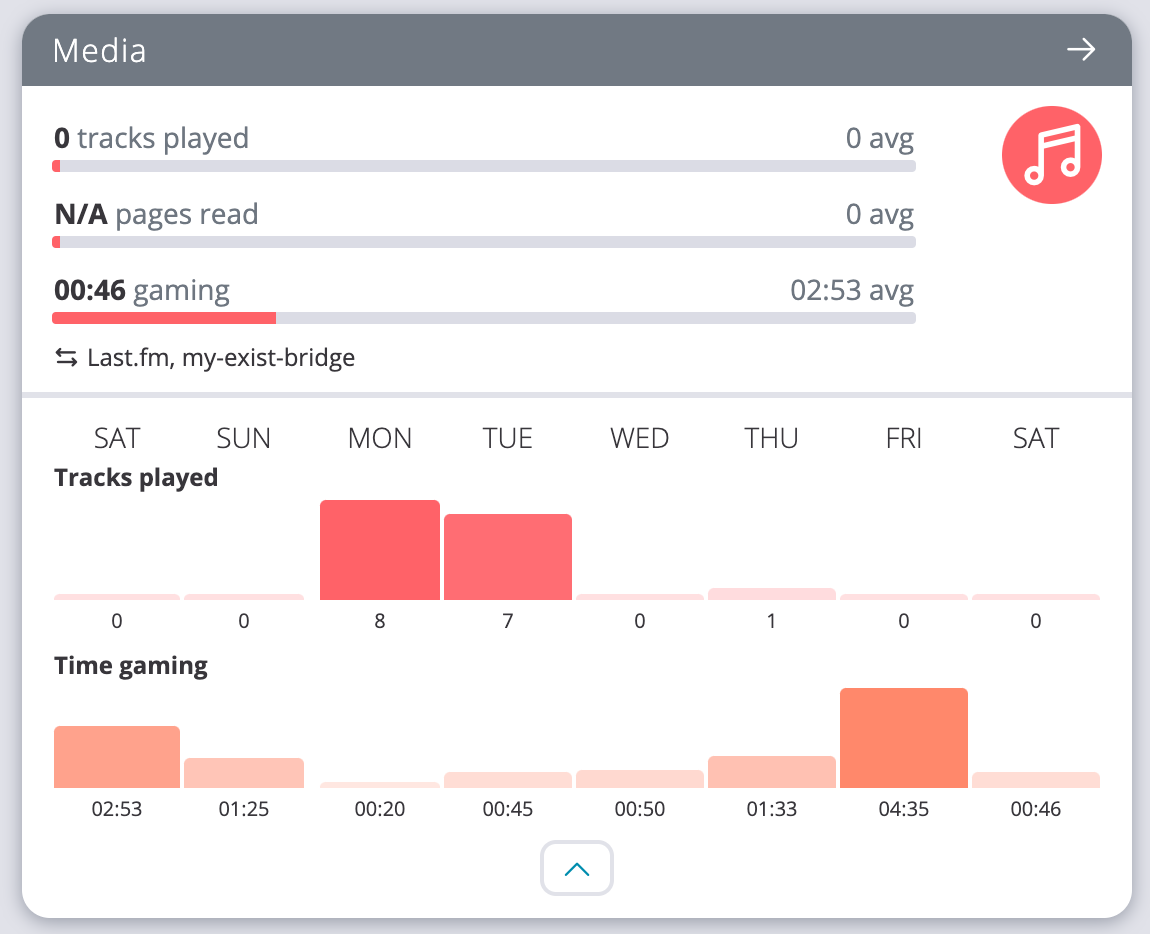 Media
0 tracks played 0 avg
N/A pages read 0 avg
00:46 gaming 02:53 avg
Last.fm, my-exist-bridge
SAT SUN MON TUE WED THU FRI SAT
Tracks played
0 0 8 7 0 1 0 0
Time gaming
02:53 01:25 00:20 00:45 00:50 01:33 04:35 00:46